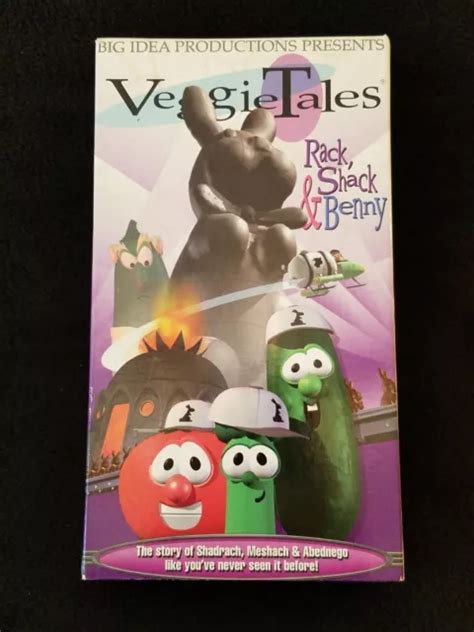 BIG IDEA PRODUCTIONS PRESENTS
VeggieTales
Rack,
Shack
& Benny
The story of Shadrach, Meshach & Abednego
like you've never seen it before!